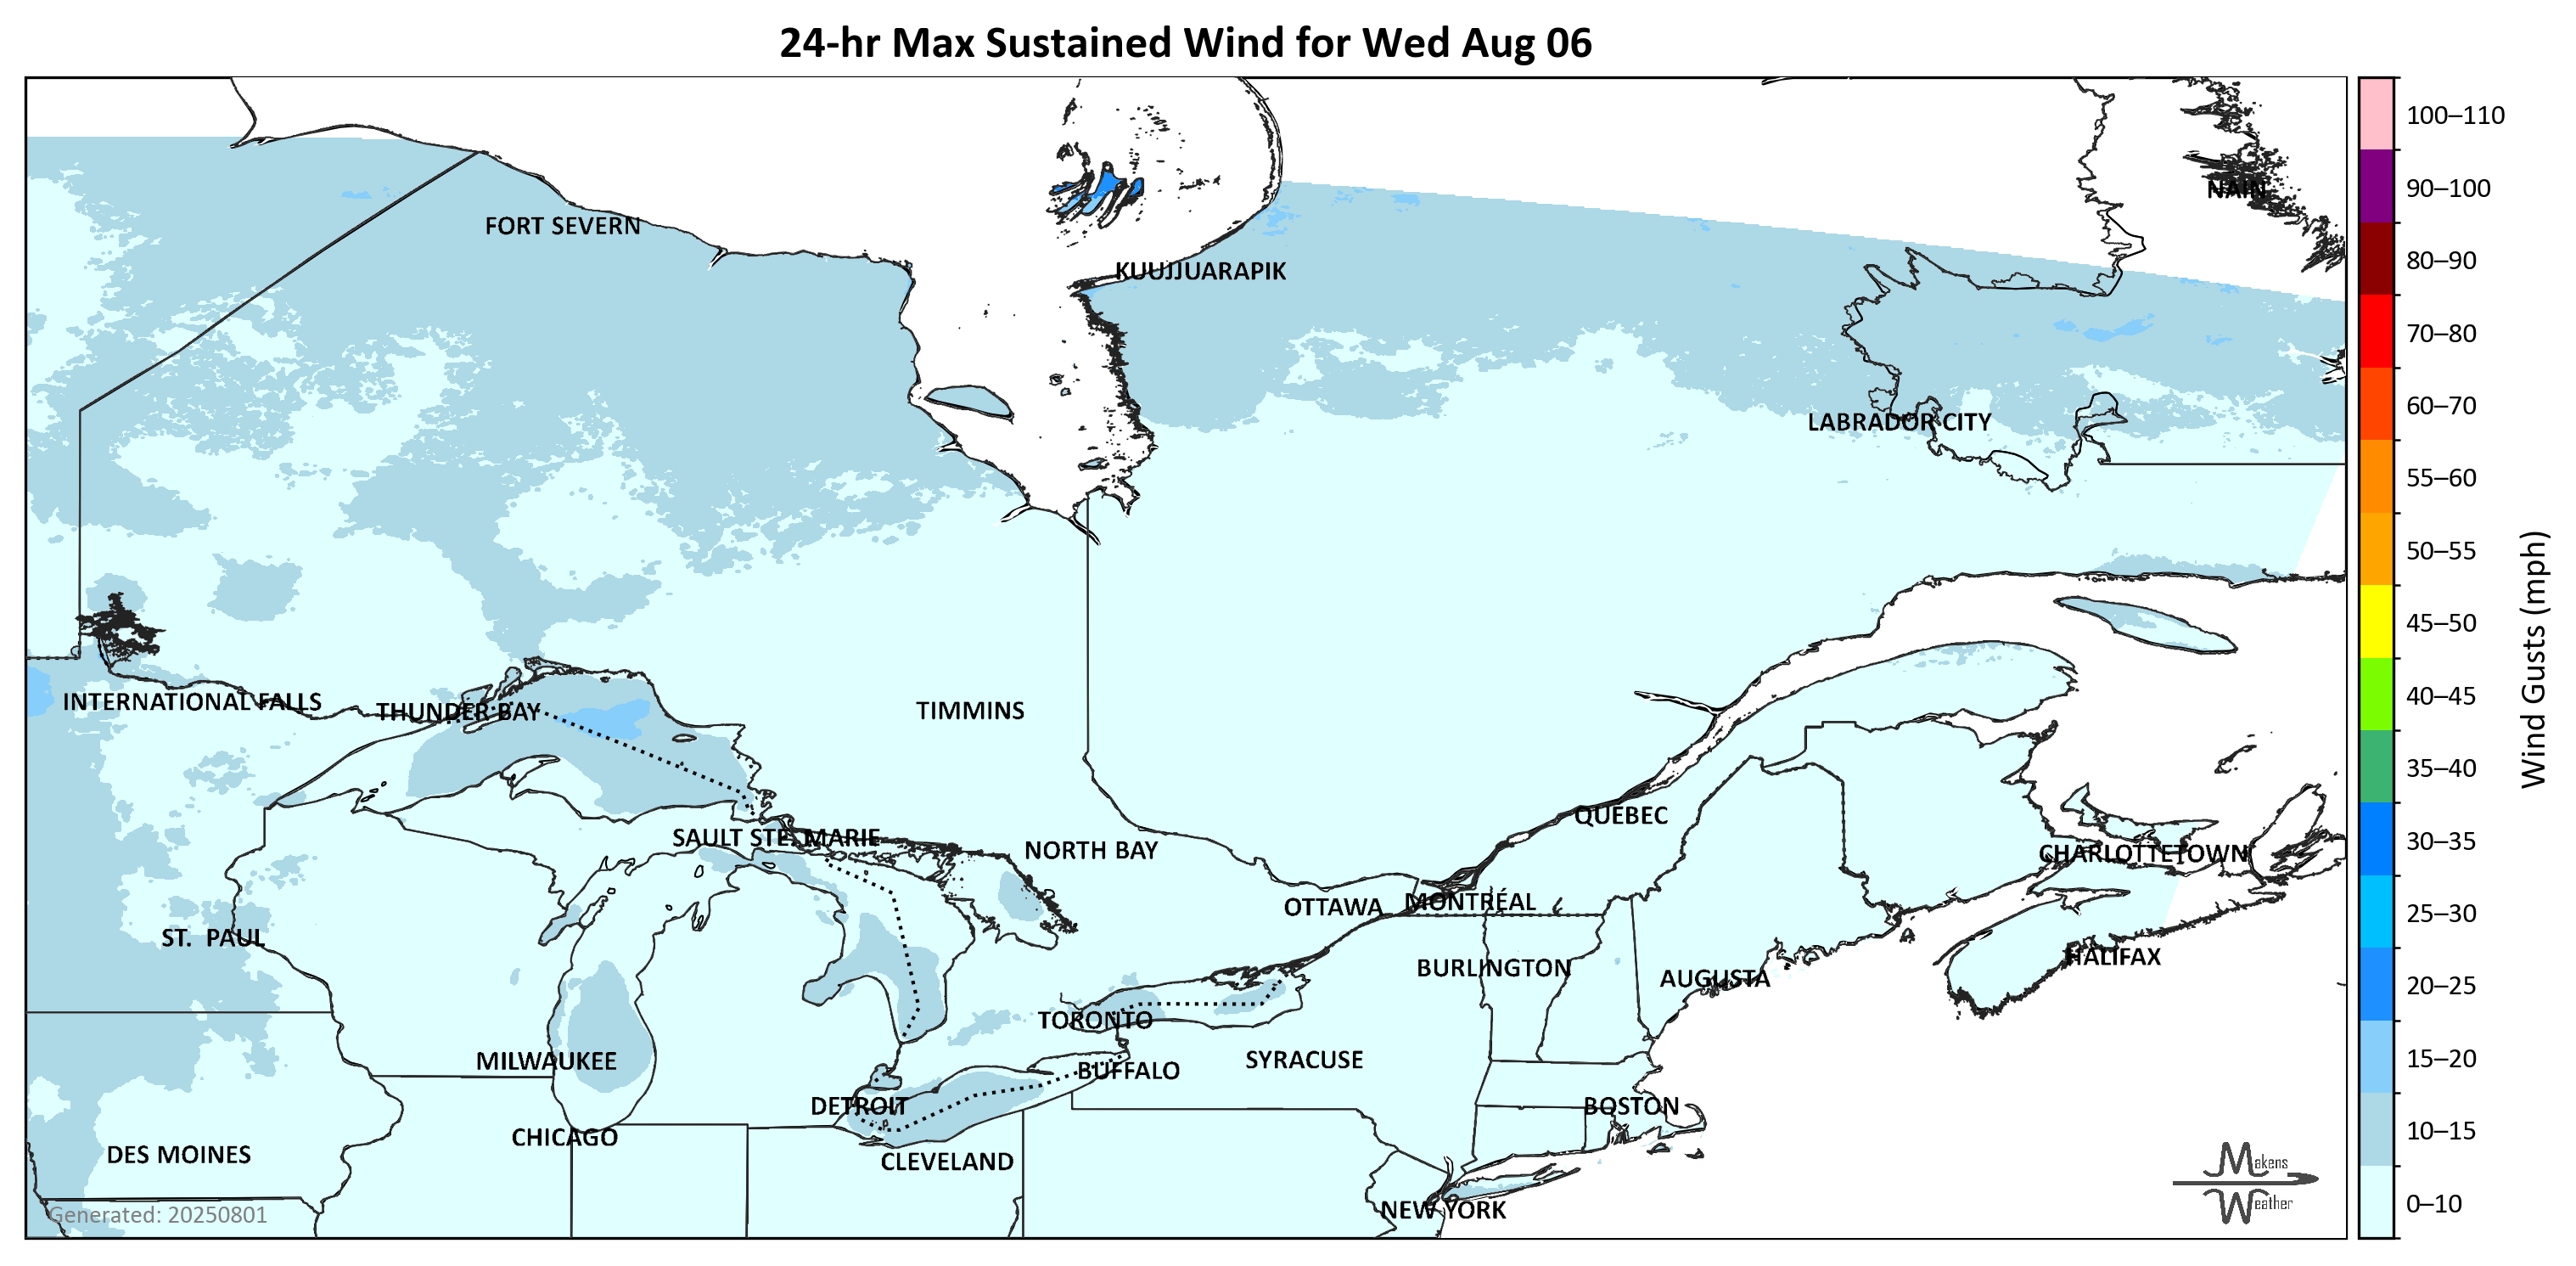 24-hr Max Sustained Wind for Wed Aug 06
100–110
90–100
80–90
70–80
60–70
55–60
50–55
45–50
40–45
35–40
30–35
25–30
20–25
15–20
10–15
0–10
Wind Gusts (mph)
NAIN
FORT SEVERN
KUUJJUARAPIK
LABRADOR CITY
INTERNATIONAL FALLS
THUNDER BAY
TIMMINS
QUEBEC
SAULT STE. MARIE
NORTH BAY
CHARLOTTETOWN
OTTAWA
MONTRÉAL
ST. PAUL
HALIFAX
BURLINGTON
AUGUSTA
TORONTO
MILWAUKEE
SYRACUSE
BUFFALO
DETROIT
BOSTON
CHICAGO
DES MOINES
CLEVELAND
NEW YORK
Makens
Weather
Generated: 20250801